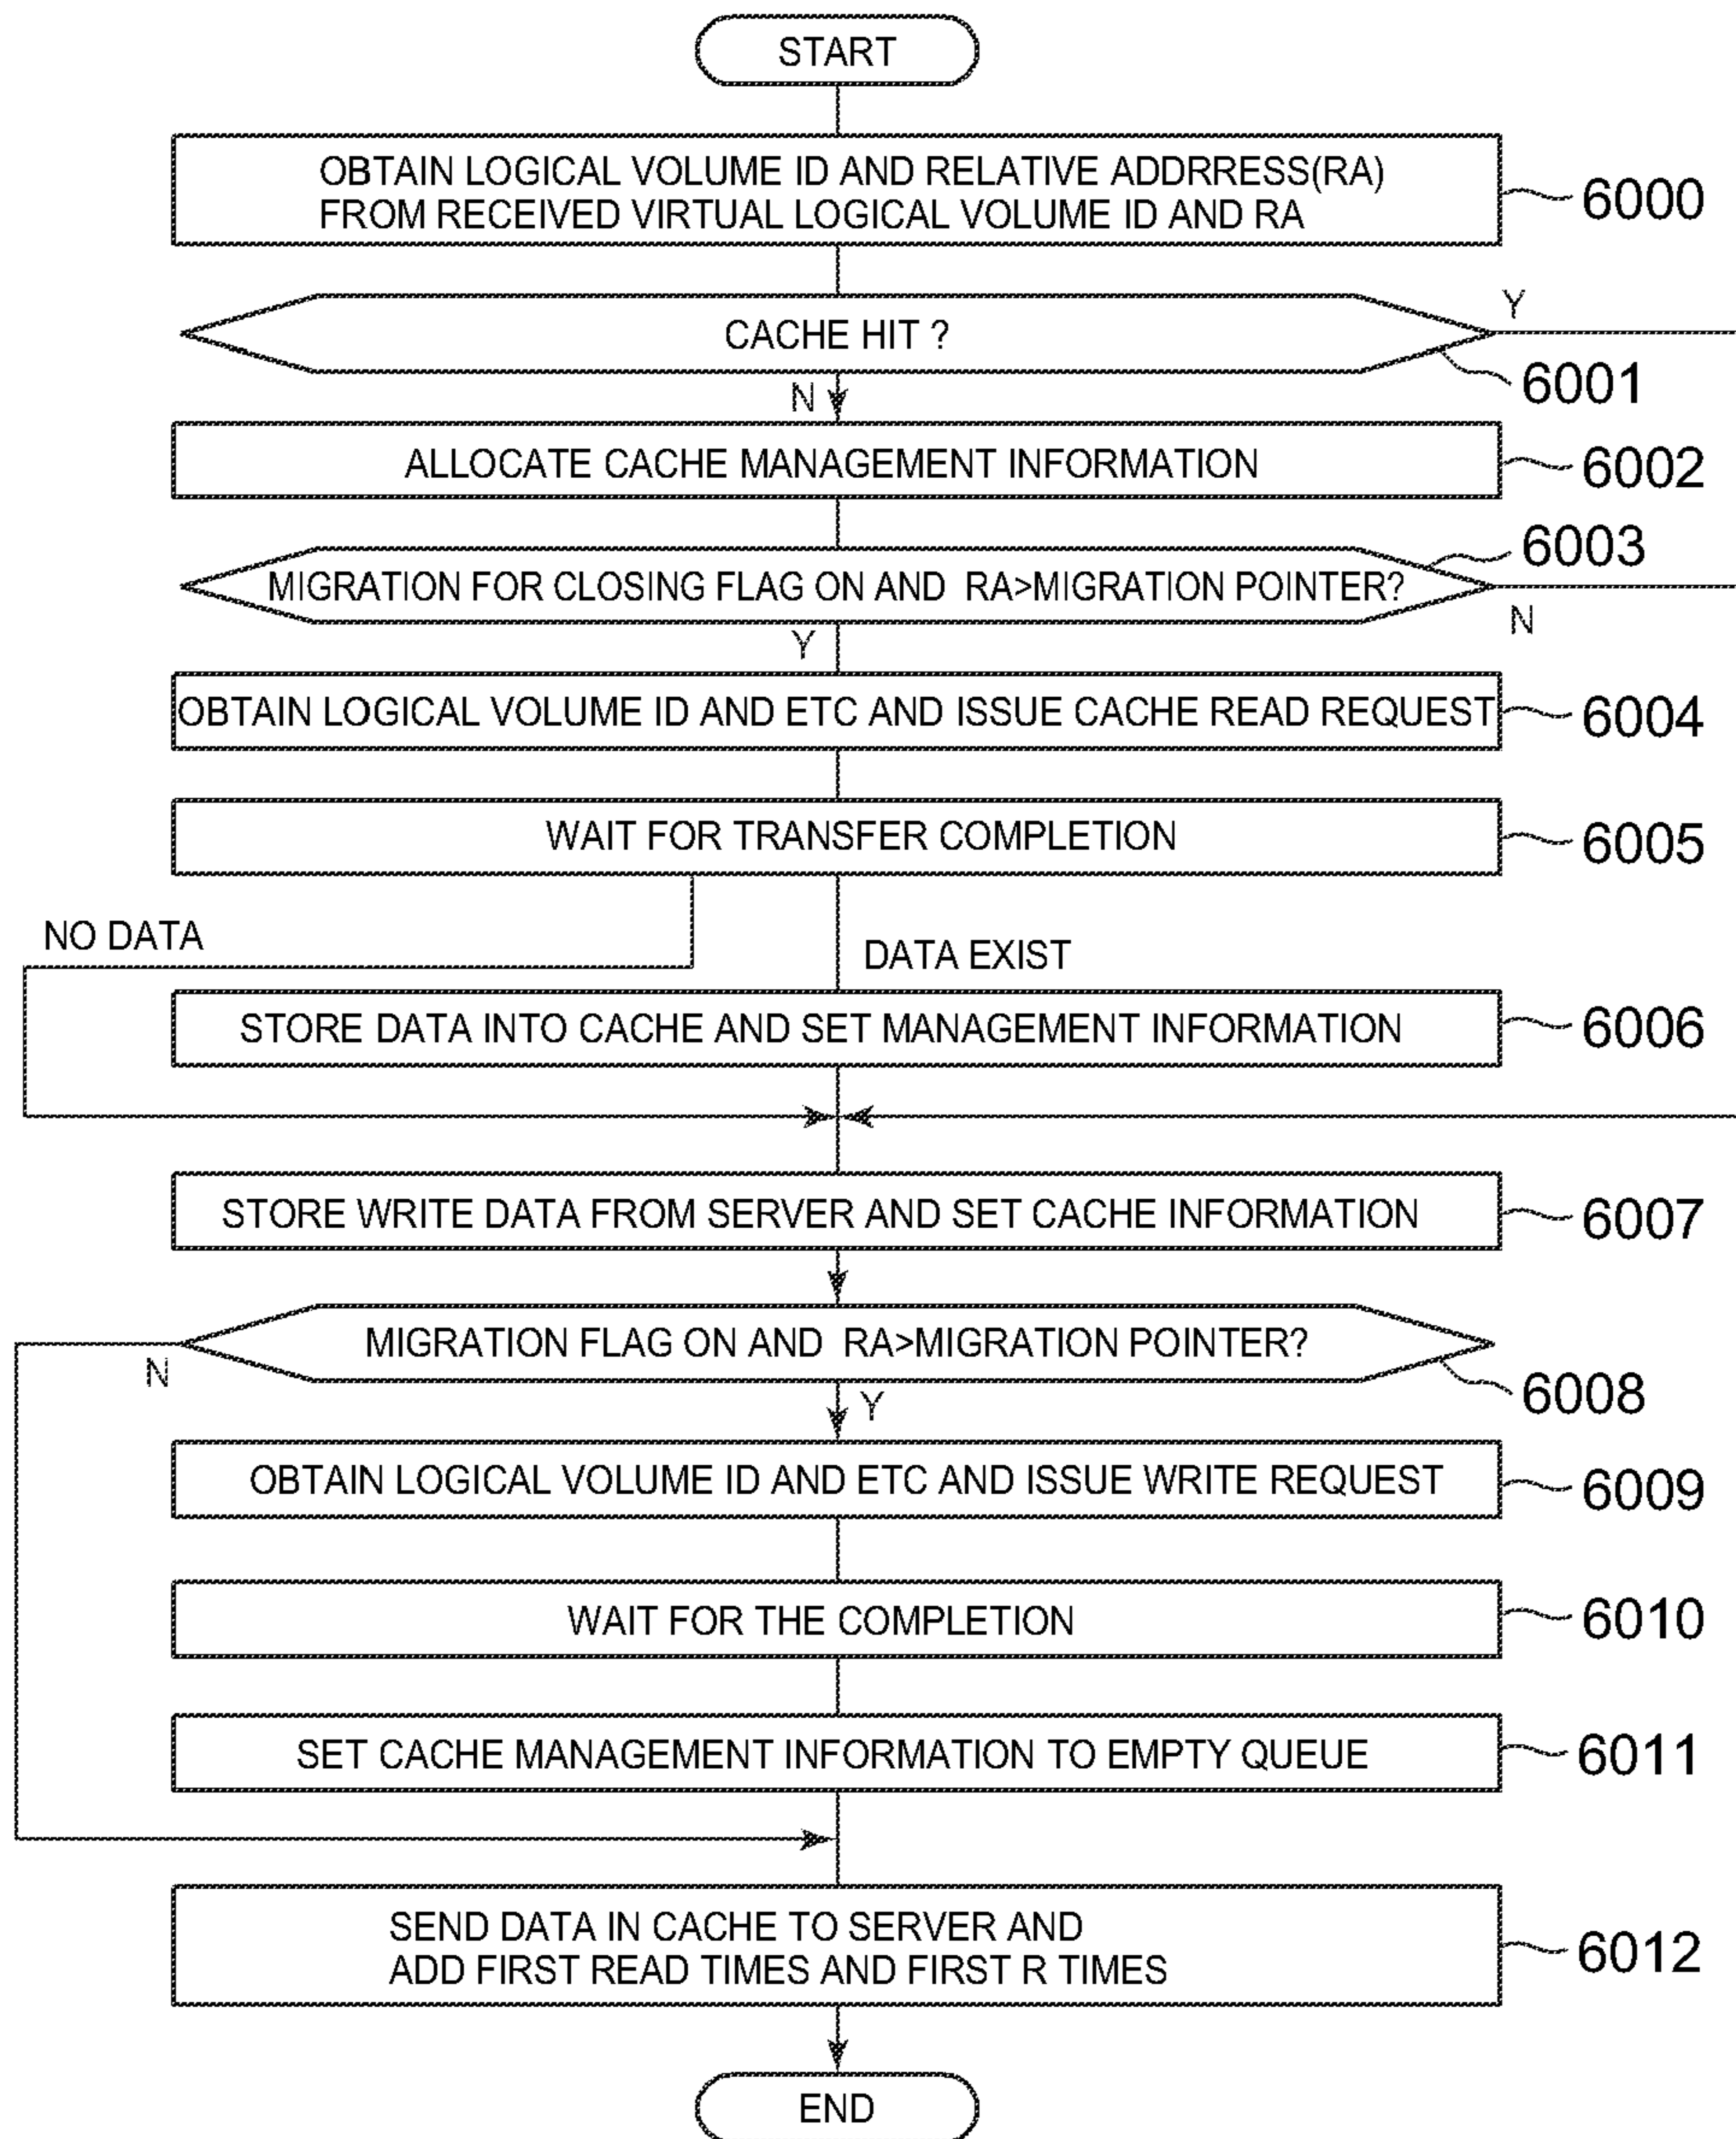 START
OBTAIN LOGICAL VOLUME ID AND RELATIVE ADDRRESS(RA)
FROM RECEIVED VIRTUAL LOGICAL VOLUME ID AND RA
6000
CACHE HIT ?
Y
6001
N
ALLOCATE CACHE MANAGEMENT INFORMATION
6002
6003
MIGRATION FOR CLOSING FLAG ON AND RA>MIGRATION POINTER?
N
Y
OBTAIN LOGICAL VOLUME ID AND ETC AND ISSUE CACHE READ REQUEST
6004
WAIT FOR TRANSFER COMPLETION
6005
NO DATA
DATA EXIST
STORE DATA INTO CACHE AND SET MANAGEMENT INFORMATION
6006
STORE WRITE DATA FROM SERVER AND SET CACHE INFORMATION
6007
MIGRATION FLAG ON AND RA>MIGRATION POINTER?
N
6008
Y
OBTAIN LOGICAL VOLUME ID AND ETC AND ISSUE WRITE REQUEST
6009
WAIT FOR THE COMPLETION
6010
SET CACHE MANAGEMENT INFORMATION TO EMPTY QUEUE
6011
SEND DATA IN CACHE TO SERVER AND
ADD FIRST READ TIMES AND FIRST R TIMES
6012
END